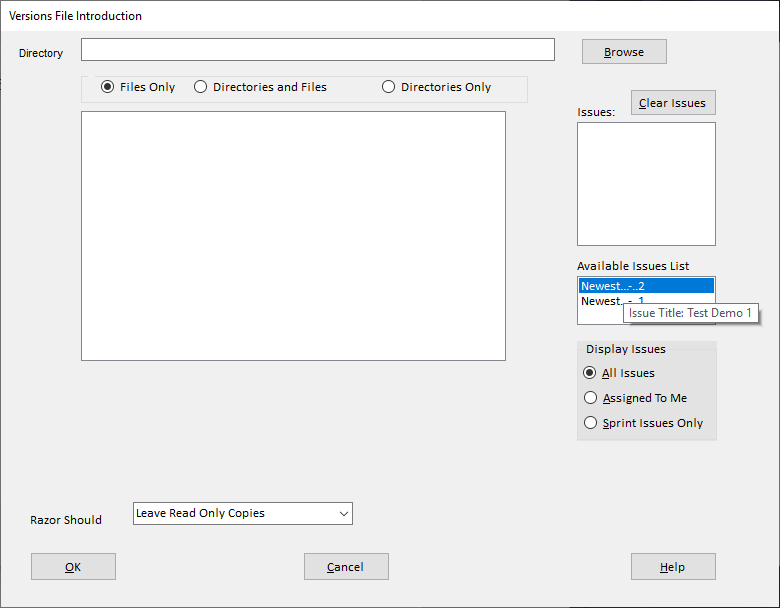 Versions File Introduction
Directory
Browse
Files Only
Directories and Files
Directories Only
Clear Issues
Issues:
Available Issues List
Newest...-..2
Newest...-..1
Issue Title: Test Demo 1
Display Issues
All Issues
Assigned To Me
Sprint Issues Only
Razor Should
Leave Read Only Copies
OK
Cancel
Help